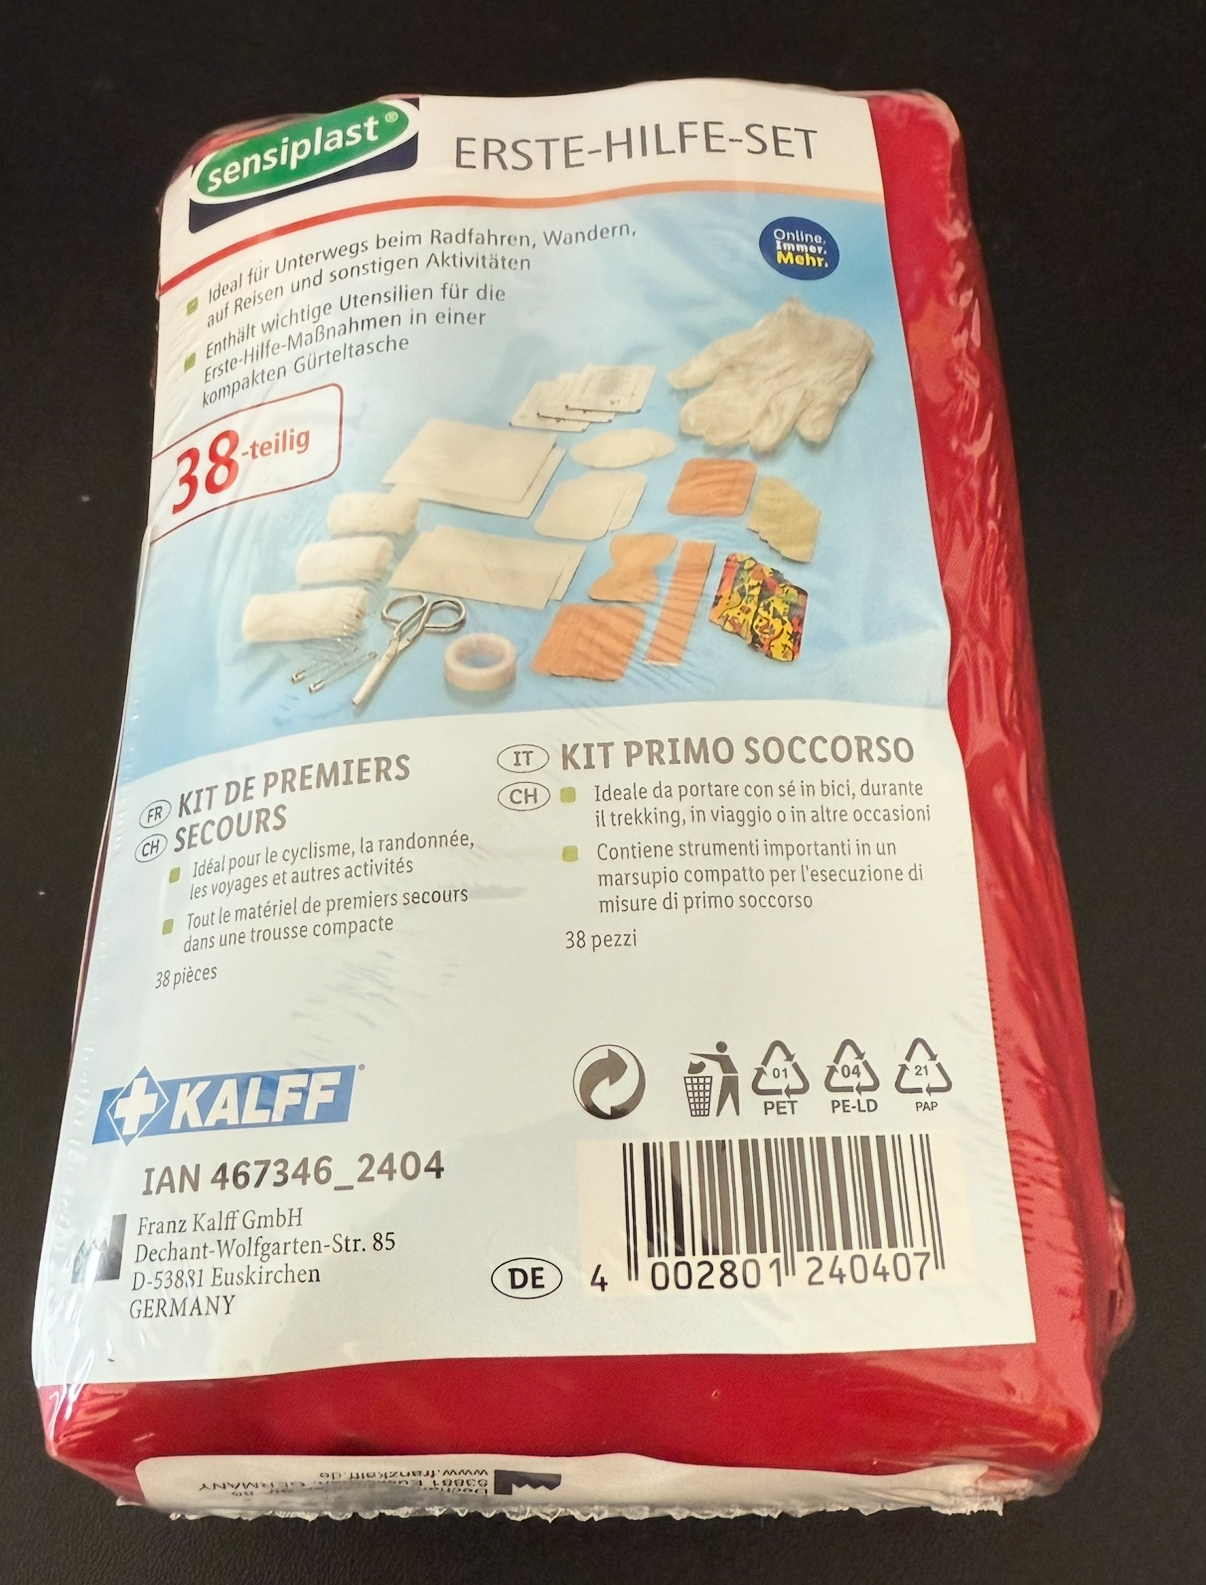 sensiplast®
ERSTE-HILFE-SET
Ideal für Unterwegs beim Radfahren, Wandern,
auf Reisen und sonstigen Aktivitäten
Enthält wichtige Utensilien für die
Erste-Hilfe-Maßnahmen in einer
kompakten Gürteltasche
Online.
Immer.
Mehr.
38-teilig
FR
CH
KIT DE PREMIERS
SECOURS
Idéal pour le cyclisme, la randonnée,
les voyages et autres activités
Tout le matériel de premiers secours
dans une trousse compacte
38 pièces
IT
CH
KIT PRIMO SOCCORSO
Ideale da portare con sé in bici, durante
il trekking, in viaggio o in altre occasioni
Contiene strumenti importanti in un
marsupio compatto per l'esecuzione di
misure di primo soccorso
38 pezzi
KALFF
01
PET
04
PE-LD
21
PAP
IAN 467346_2404
Franz Kalff GmbH
Dechant-Wolfgarten-Str. 85
D-53881 Euskirchen
GERMANY
DE
4 002801 240407
53881
GERMANY
www.franzkalff.de